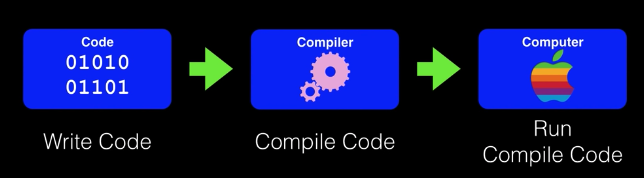 Code
01010
01101
Write Code
Compiler
Compile Code
Computer
Run
Compile Code